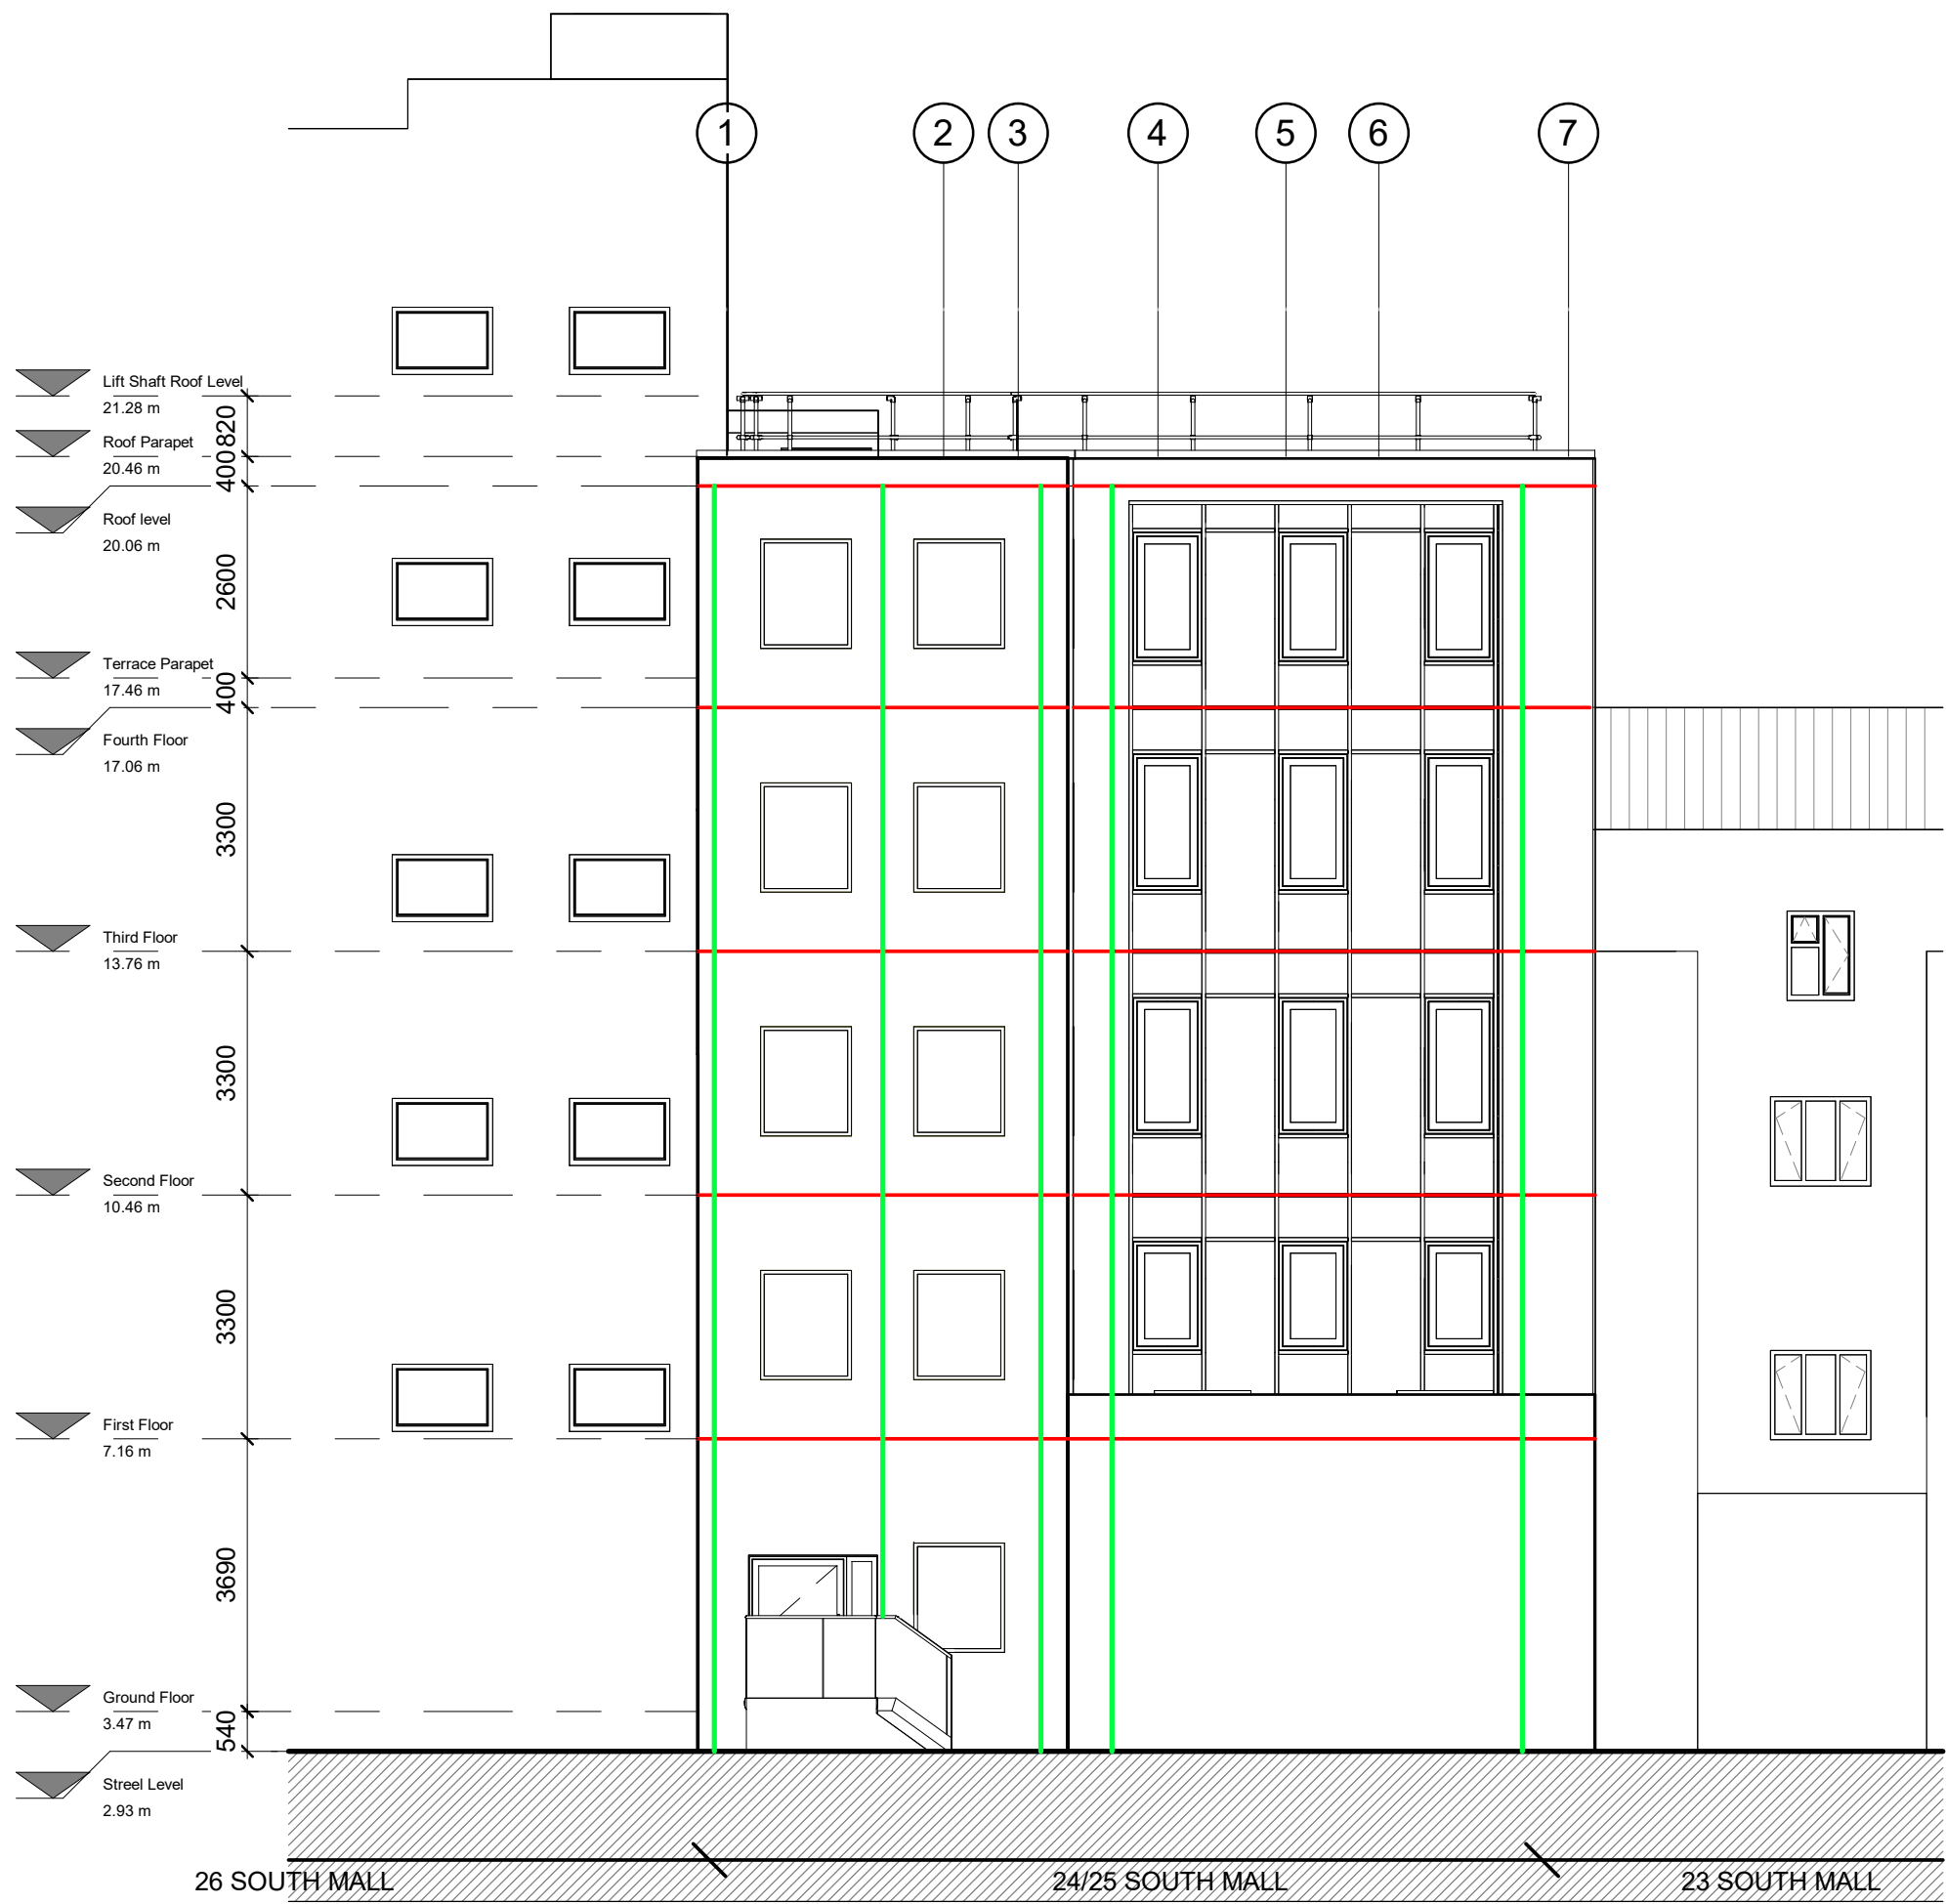 1 2 3 4 5 6 7
Lift Shaft Roof Level
21.28 m
820
Roof Parapet
20.46 m
400
Roof level
20.06 m
2600
Terrace Parapet
17.46 m
400
Fourth Floor
17.06 m
3300
Third Floor
13.76 m
3300
Second Floor
10.46 m
3300
First Floor
7.16 m
3690
Ground Floor
3.47 m
540
Streel Level
2.93 m
26 SOUTH MALL 24/25 SOUTH MALL 23 SOUTH MALL